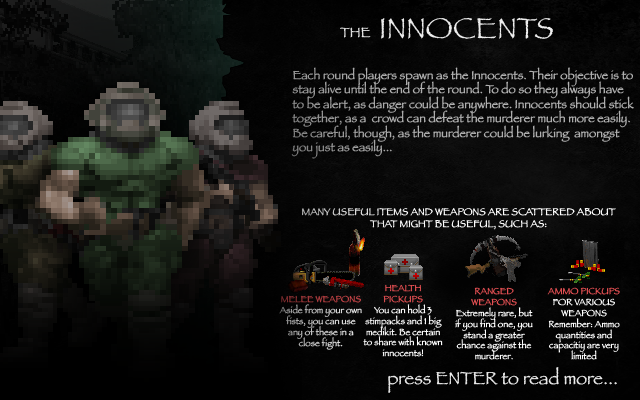 THE INNOCENTS
Each round players spawn as the Innocents. Their objective is to
stay alive until the end of the round. To do so they always have
to be alert, as danger could be anywhere. Innocents should stick
together, as a crowd can defeat the murderer much more easily.
Be careful, though, as the murderer could be lurking amongst
you just as easily...
MANY USEFUL ITEMS AND WEAPONS ARE SCATTERED ABOUT
THAT MIGHT BE USEFUL, SUCH AS:
MELEE WEAPONS
Aside from your own
fists, you can use
any of these in a
close fight.
HEALTH
PICKUPS
You can hold 3
stimpacks and 1 big
medikit. Be certain
to share with known
innocents!
RANGED
WEAPONS
Extremely rare, but
if you find one, you
stand a greater
chance against the
murderer.
AMMO PICKUPS
FOR VARIOUS
WEAPONS
Remember: Ammo
quantities and
capacitiy are very
limited
press ENTER to read more...